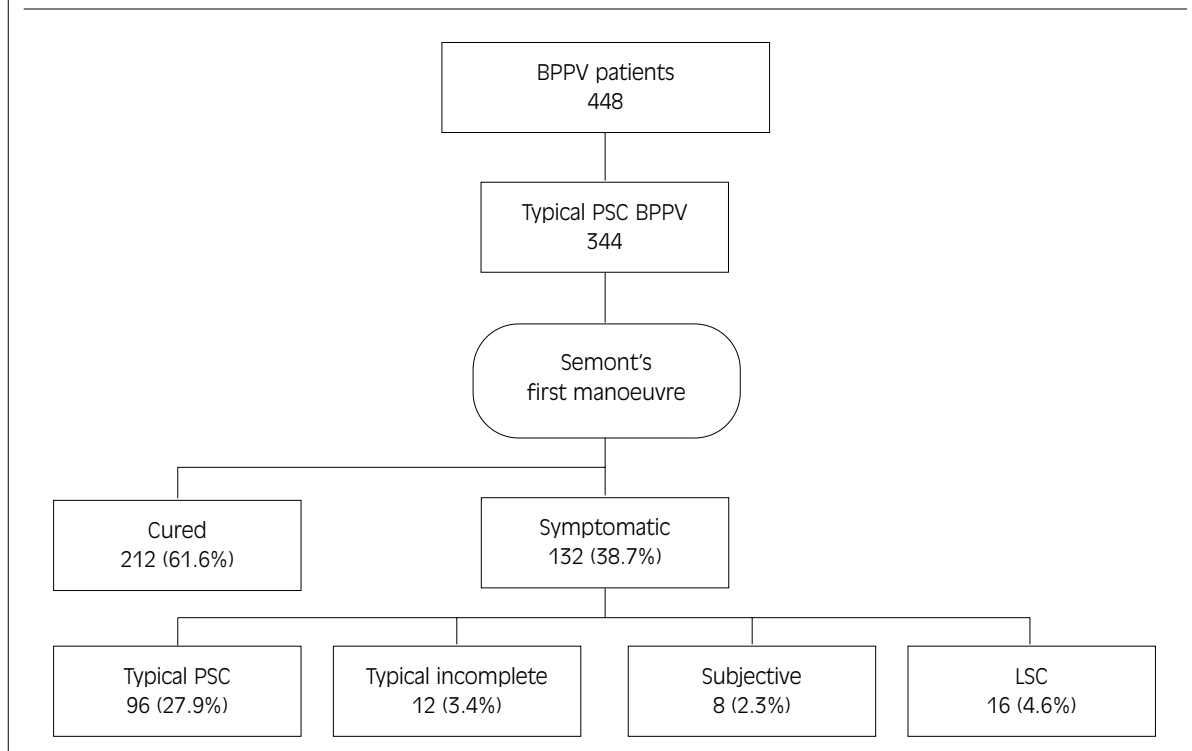 BPPV patients
448
Typical PSC BPPV
344
Semont's
first manoeuvre
Cured
212 (61.6%)
Symptomatic
132 (38.7%)
Typical PSC
96 (27.9%)
Typical incomplete
12 (3.4%)
Subjective
8 (2.3%)
LSC
16 (4.6%)